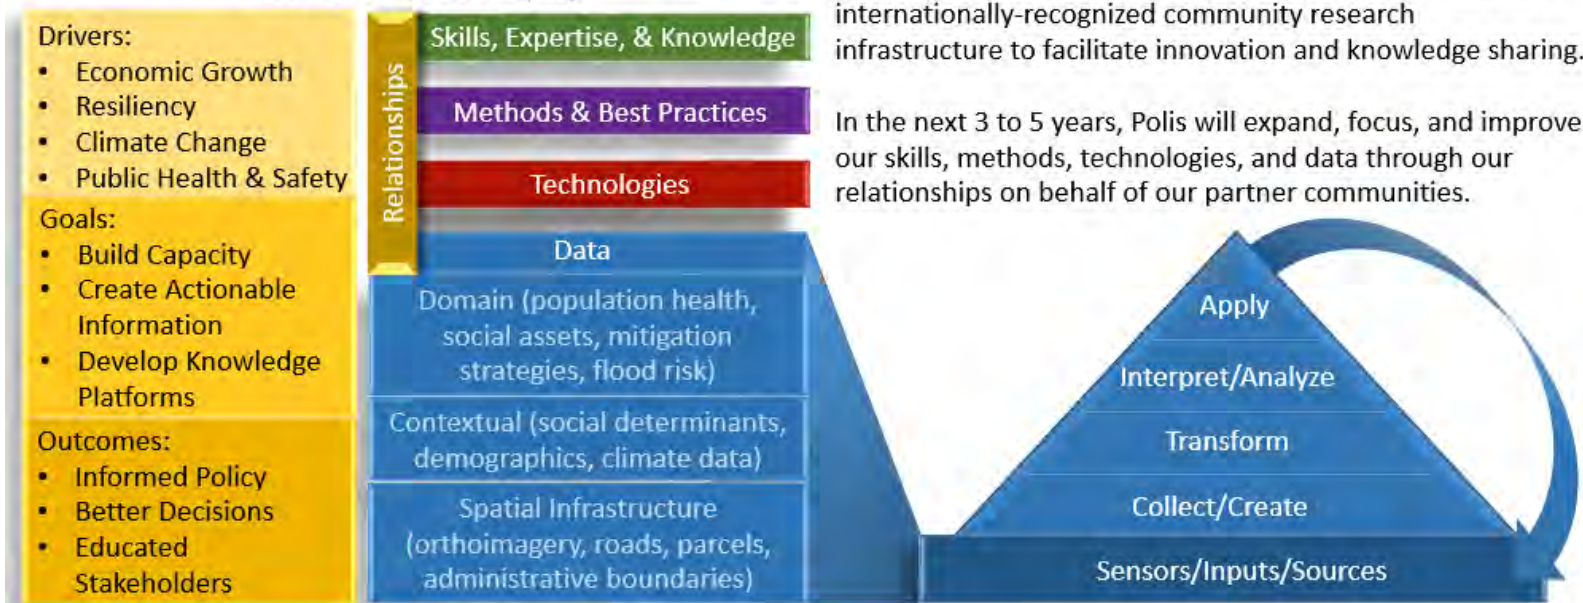 Drivers:
• Economic Growth
• Resiliency
• Climate Change
• Public Health & Safety
Goals:
• Build Capacity
• Create Actionable
Information
• Develop Knowledge
Platforms
Outcomes:
• Informed Policy
• Better Decisions
• Educated
Stakeholders
Relationships
Skills, Expertise, & Knowledge
Methods & Best Practices
Technologies
Data
Domain (population health,
social assets, mitigation
strategies, flood risk)
Contextual (social determinants,
demographics, climate data)
Spatial Infrastructure
(orthoimagery, roads, parcels,
administrative boundaries)
internationally-recognized community research
infrastructure to facilitate innovation and knowledge sharing.
In the next 3 to 5 years, Polis will expand, focus, and improve
our skills, methods, technologies, and data through our
relationships on behalf of our partner communities.
Apply
Interpret/Analyze
Transform
Collect/Create
Sensors/Inputs/Sources